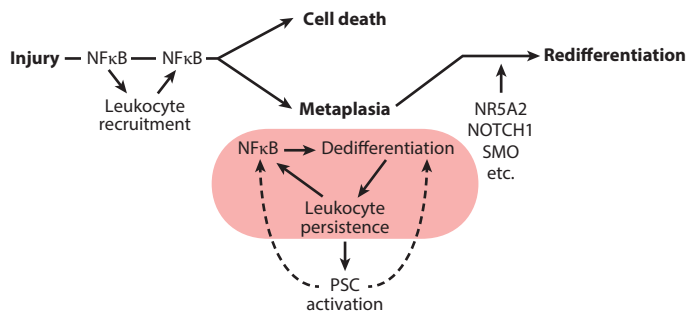 Cell death
Injury NFκB NFκB
Redifferentiation
Leukocyte
recruitment
Metaplasia
NR5A2
NOTCH1
SMO
etc.
NFκB Dedifferentiation
Leukocyte
persistence
PSC
activation